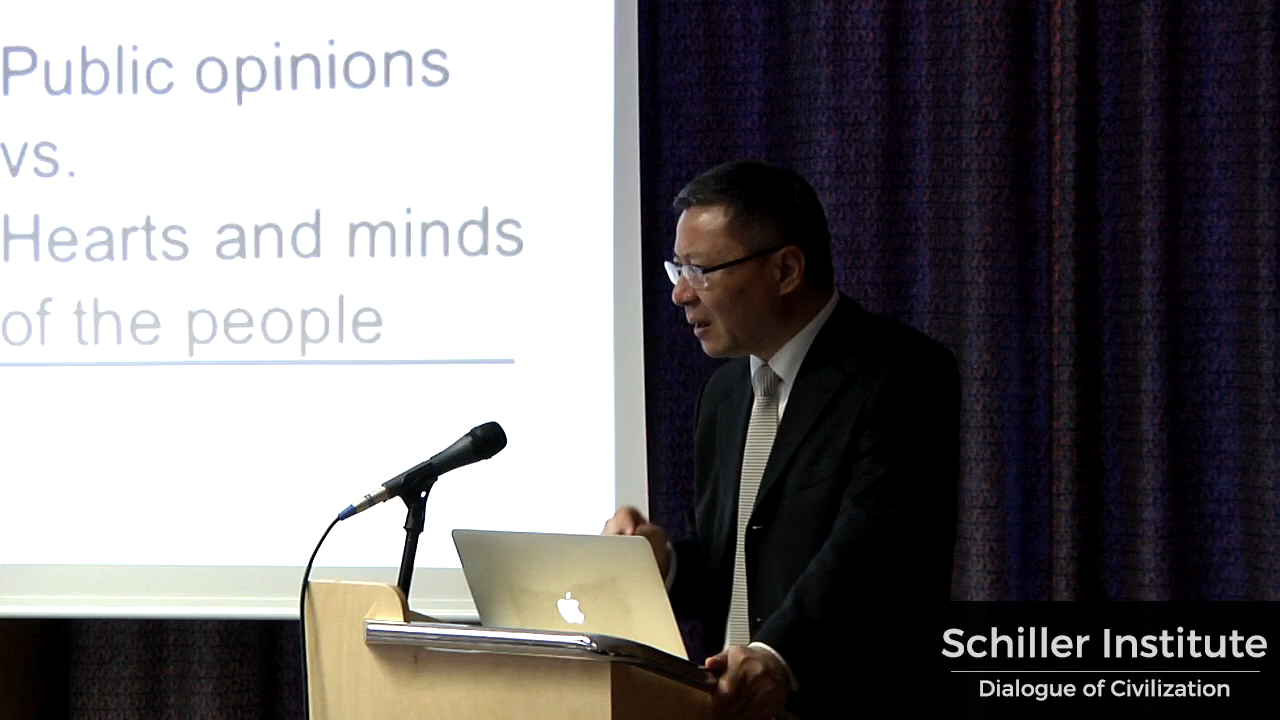 Public opinions
vs.
Hearts and minds
of the people
Schiller Institute
Dialogue of Civilization